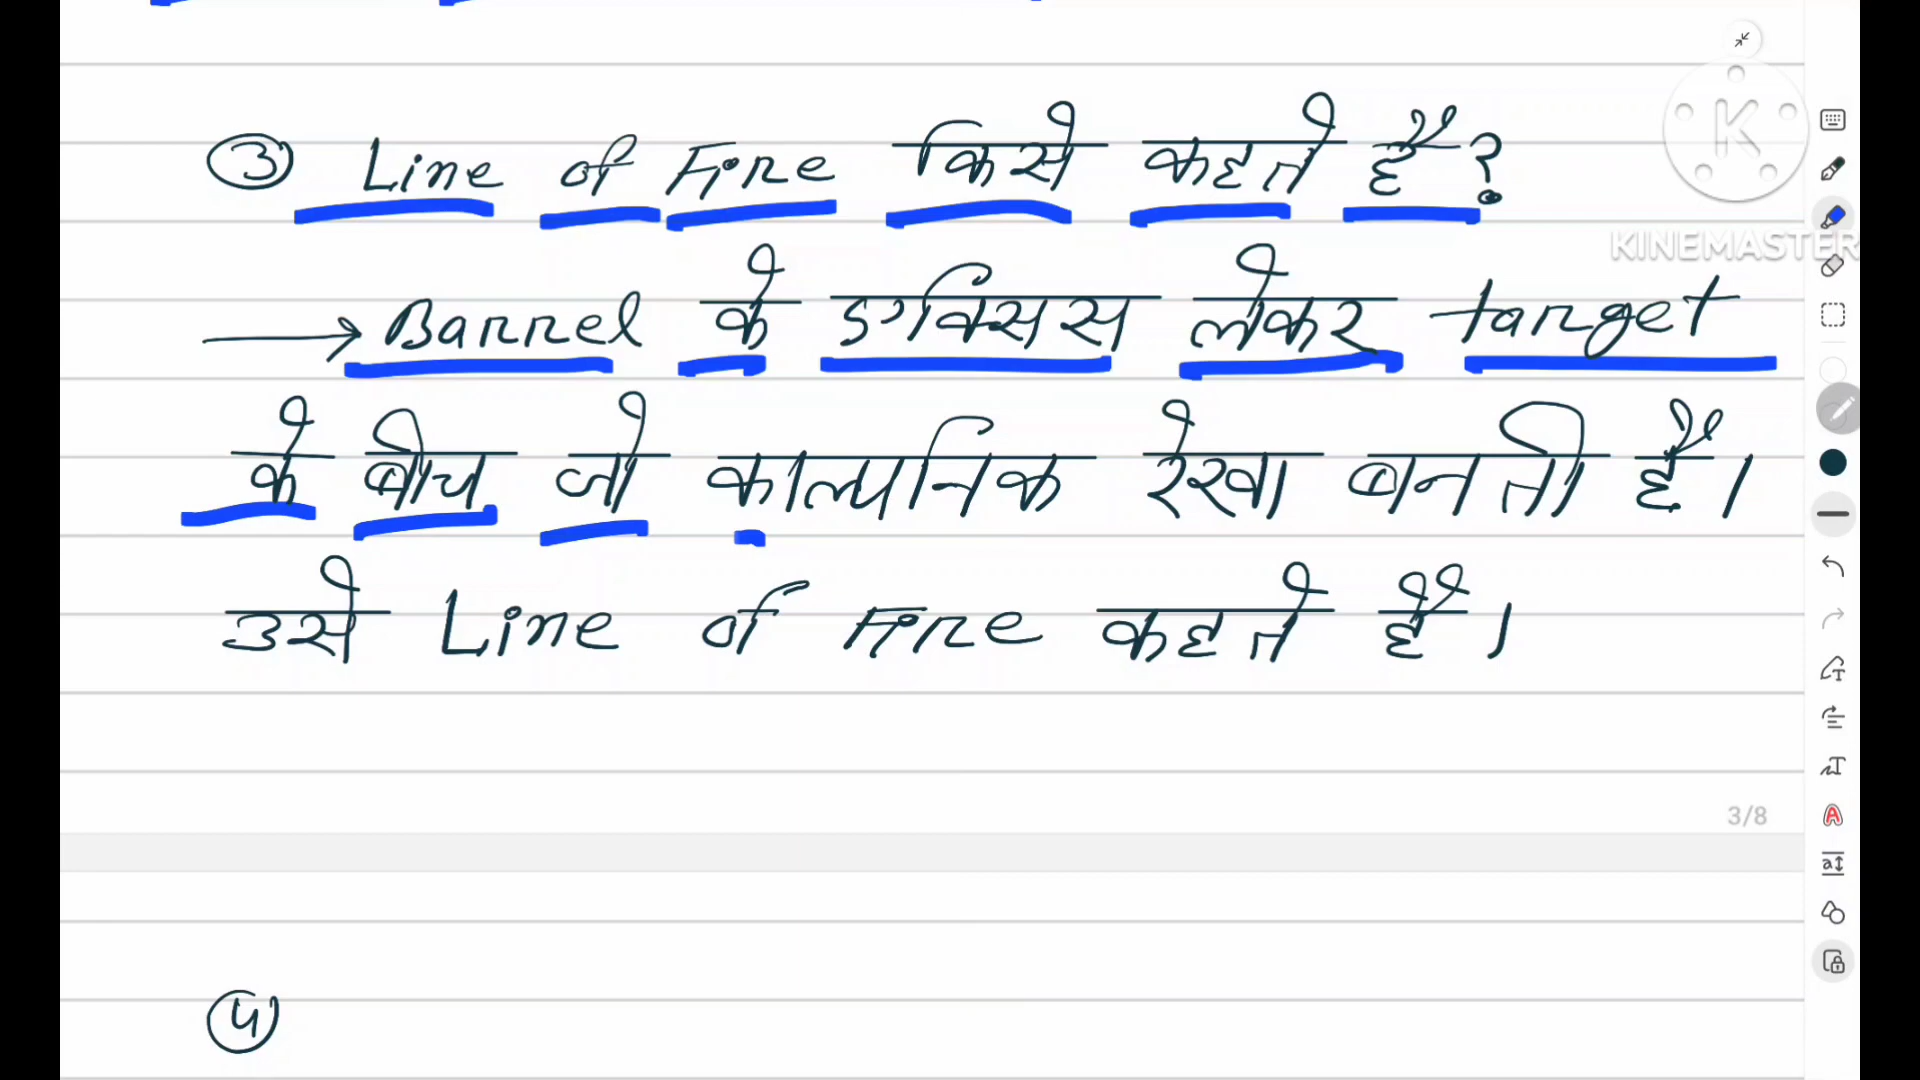 ③ Line of Fire किसे कहते हैं?
KINEMASTER
→ Barrel के एक्सिस लेकर target
के बीच जो काल्पनिक रेखा बनती हैं।
उसे Line of Fire कहते हैं।
3/8
④